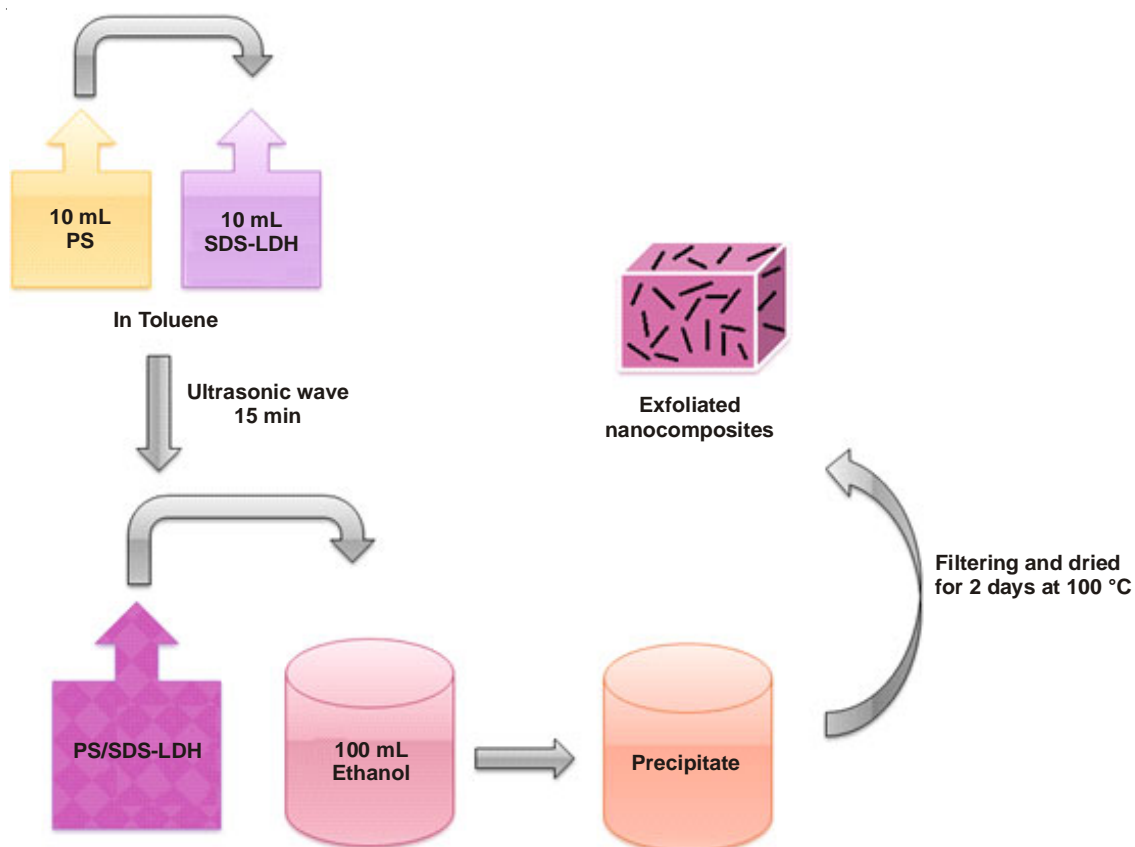 10 mL
PS
10 mL
SDS-LDH
In Toluene
Ultrasonic wave
15 min
Exfoliated
nanocomposites
Filtering and dried
for 2 days at 100 °C
PS/SDS-LDH
100 mL
Ethanol
Precipitate